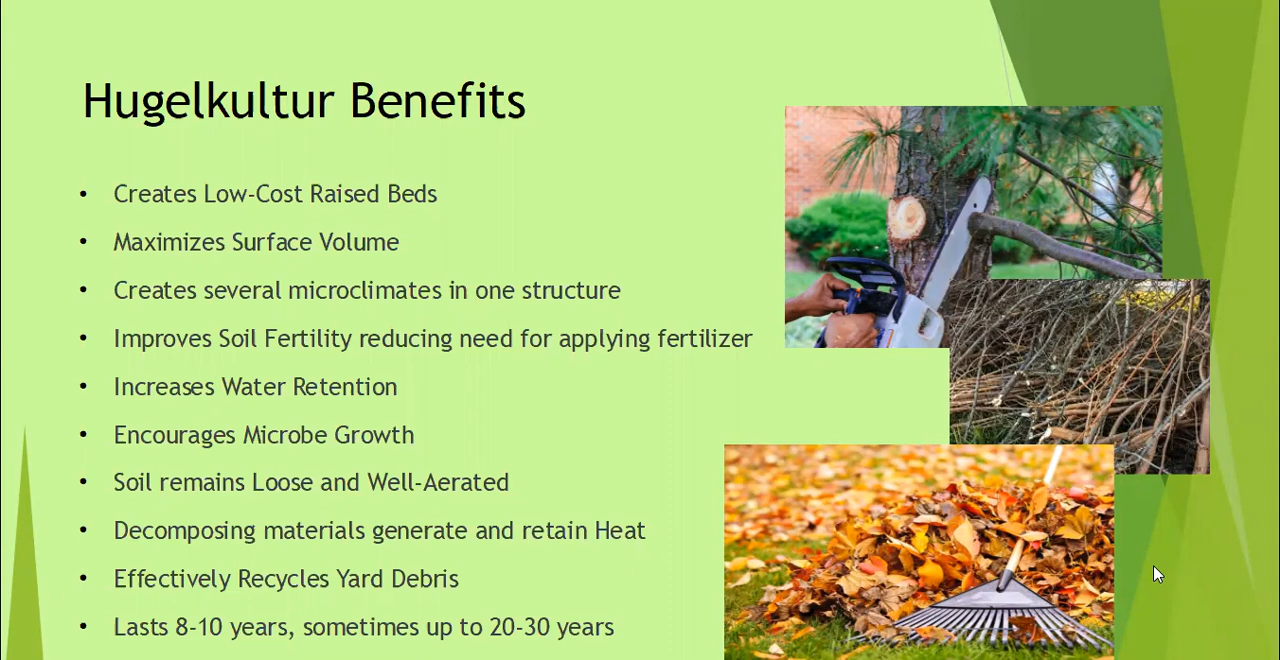 Hugelkultur Benefits
• Creates Low-Cost Raised Beds
• Maximizes Surface Volume
• Creates several microclimates in one structure
• Improves Soil Fertility reducing need for applying fertilizer
• Increases Water Retention
• Encourages Microbe Growth
• Soil remains Loose and Well-Aerated
• Decomposing materials generate and retain Heat
• Effectively Recycles Yard Debris
• Lasts 8-10 years, sometimes up to 20-30 years